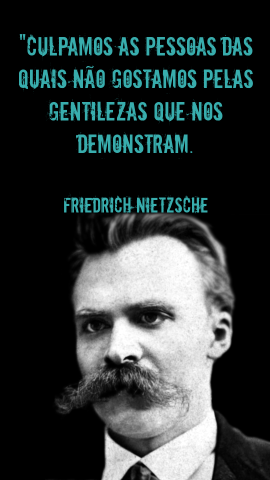 "CULPAMOS AS PESSOAS DAS
QUAIS NÃO GOSTAMOS PELAS
GENTILEZAS QUE NOS
DEMONSTRAM.
FRIEDRICH NIETZSCHE